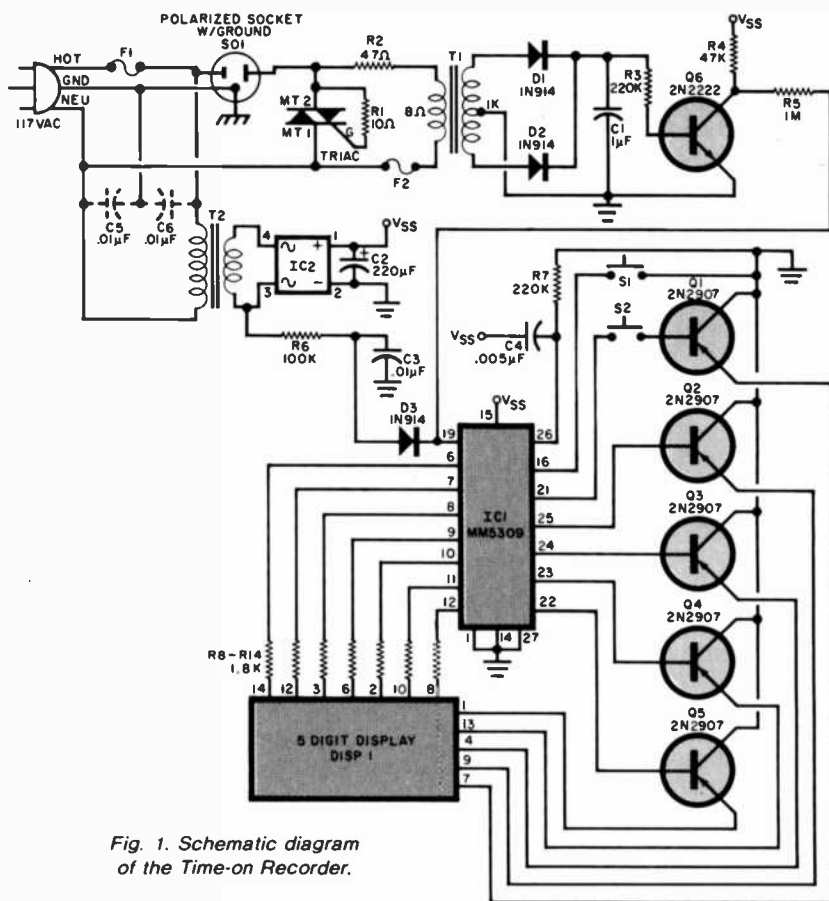 POLARIZED SOCKET
W/GROUND
SO1
HOT
F1
GND
NEU
117VAC
R2
47Ω
MT2
MT1
G
R1
10Ω
TRIAC
F2
T1
8Ω
1K
D1
1N914
D2
1N914
C1
1µF
R3
220K
VSS
R4
47K
Q6
2N2222
R5
1M
C5
.01µF
C6
.01µF
T2
4
1
IC2
+
-
3
2
VSS
+
C2
220µF
R6
100K
C3
.01µF
D3
1N914
R7
220K
VSS
C4
.005µF
S1
S2
Q1
2N2907
VSS
15
19
26
6
16
7
21
8
IC1
MM5309
25
9
24
10
23
11
22
12
1
14
27
Q2
2N2907
Q3
2N2907
Q4
2N2907
Q5
2N2907
R8-R14
1.8K
14
12
3
6
2
10
8
5 DIGIT DISPLAY
DISP 1
1
13
4
9
7
Fig. 1. Schematic diagram
of the Time-on Recorder.